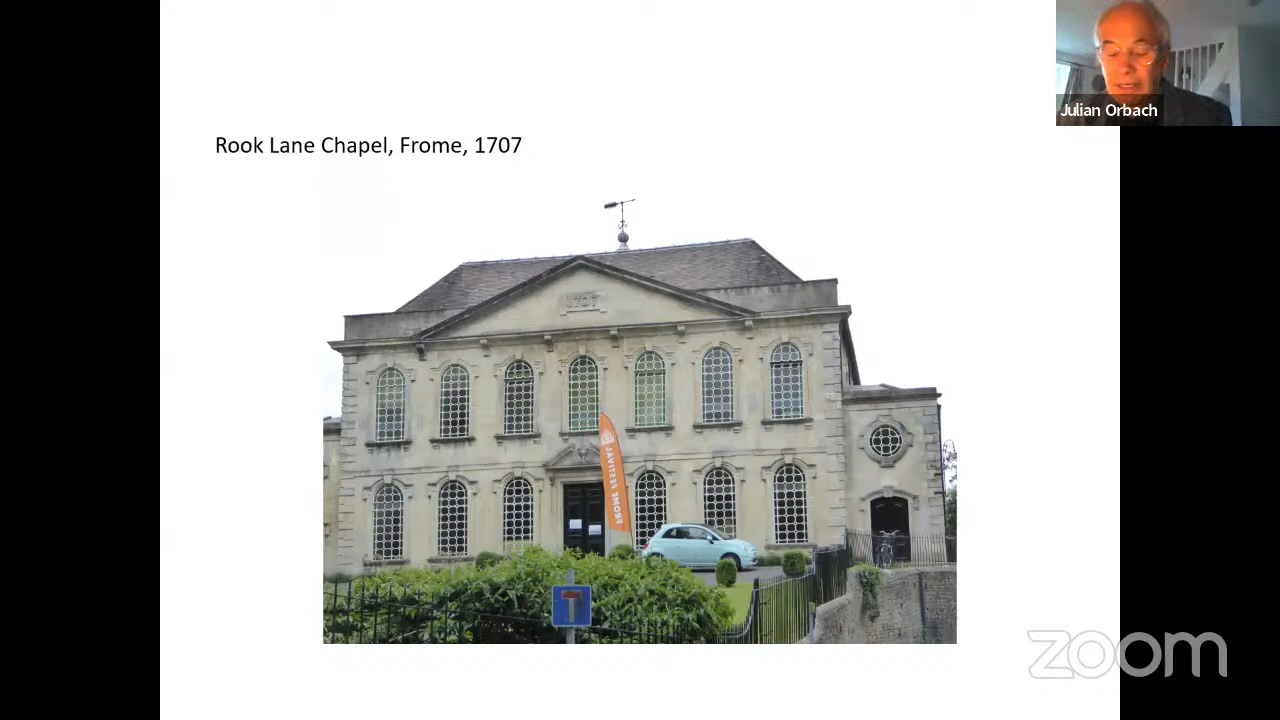 Rook Lane Chapel, Frome, 1707
Julian Orbach
1707
FROME FESTIVAL
zoom